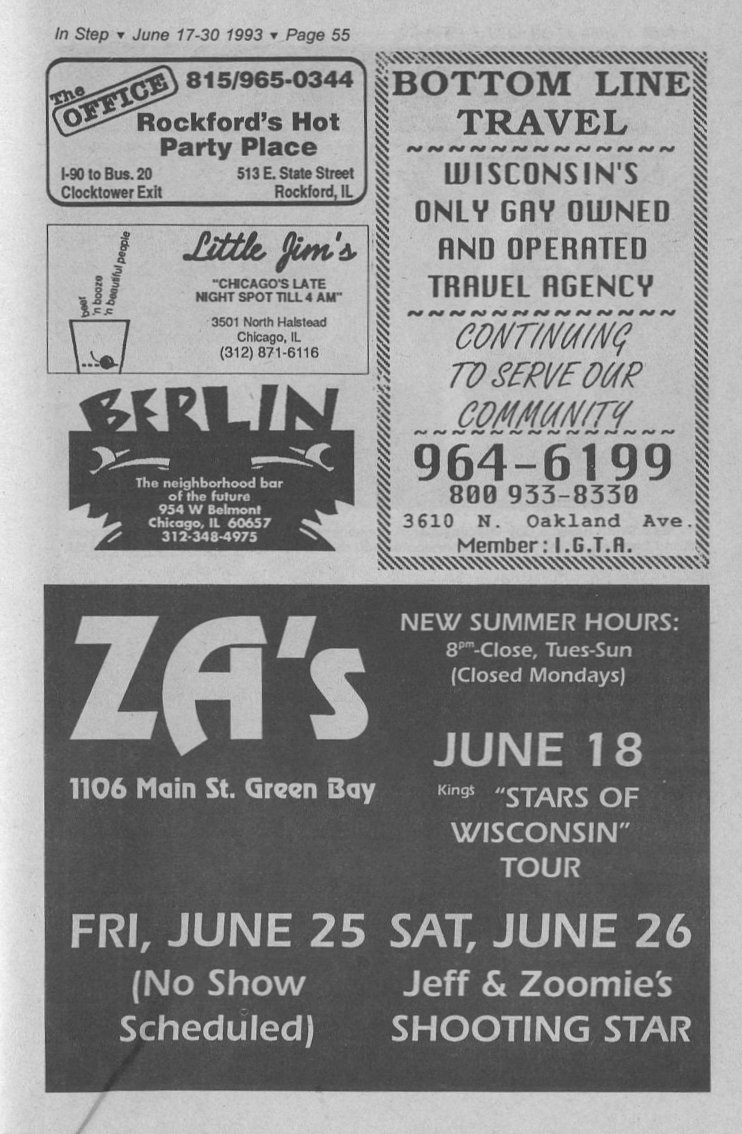 In Step ▾ June 17-30 1993 ▾ Page 55
The
OFFICE
815/965-0344
Rockford's Hot
Party Place
I-90 to Bus. 20
Clocktower Exit
513 E. State Street
Rockford, IL
beer
'n booze
'n beautiful people
Little Jim's
"CHICAGO'S LATE
NIGHT SPOT TILL 4 AM"
3501 North Halstead
Chicago, IL
(312) 871-6116
BERLIN
The neighborhood bar
of the future
954 W Belmont
Chicago, IL 60657
312-348-4975
BOTTOM LINE
TRAVEL
WISCONSIN'S
ONLY GAY OWNED
AND OPERATED
TRAVEL AGENCY
CONTINUING
TO SERVE OUR
COMMUNITY
964-6199
800 933-8330
3610 N. Oakland Ave.
Member: I.G.T.A.
ZA's
1106 Main St. Green Bay
NEW SUMMER HOURS:
8pm-Close, Tues-Sun
(Closed Mondays)
JUNE 18
King's "STARS OF
WISCONSIN"
TOUR
FRI, JUNE 25
(No Show
Scheduled)
SAT, JUNE 26
Jeff & Zoomie's
SHOOTING STAR